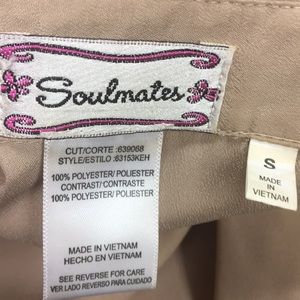 Soulmates
CUT/CORTE :639068
STYLE/ESTILO :63153KEH
100% POLYESTER/ POLIESTER
CONTRAST/CONTRASTE
100% POLYESTER/ POLIESTER
MADE IN VIETNAM
HECHO EN VIETNAM
SEE REVERSE FOR CARE
VER LADO REVERSO PARA CUIDADO
S
MADE IN
VIETNAM